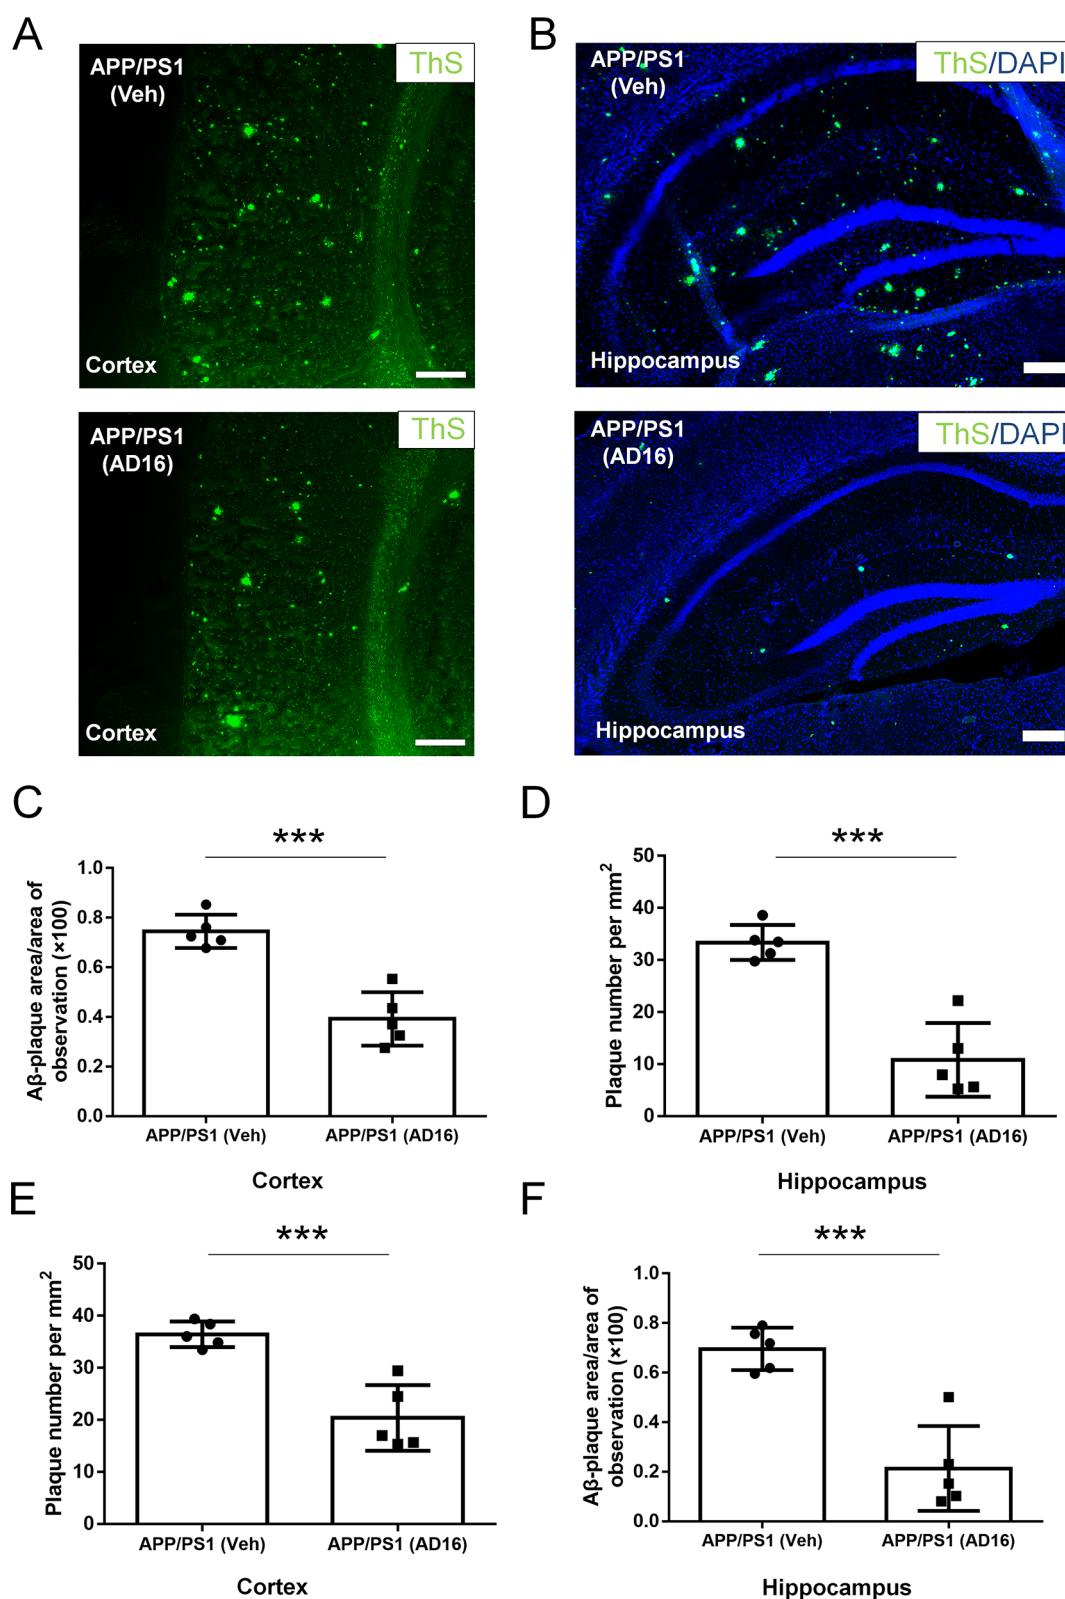 A
APP/PS1
(Veh)
ThS
Cortex
B
APP/PS1
(Veh)
ThS/DAPI
Hippocampus
APP/PS1
(AD16)
ThS
Cortex
APP/PS1
(AD16)
ThS/DAPI
Hippocampus
C
***
Aβ-plaque area/area of
observation (×100)
1.0
0.8
0.6
0.4
0.2
0.0
APP/PS1 (Veh)
APP/PS1 (AD16)
Cortex
D
***
Plaque number per mm²
50
40
30
20
10
0
APP/PS1 (Veh)
APP/PS1 (AD16)
Hippocampus
E
***
Plaque number per mm²
50
40
30
20
10
0
APP/PS1 (Veh)
APP/PS1 (AD16)
Cortex
F
***
Aβ-plaque area/area of
observation (×100)
1.0
0.8
0.6
0.4
0.2
0.0
APP/PS1 (Veh)
APP/PS1 (AD16)
Hippocampus